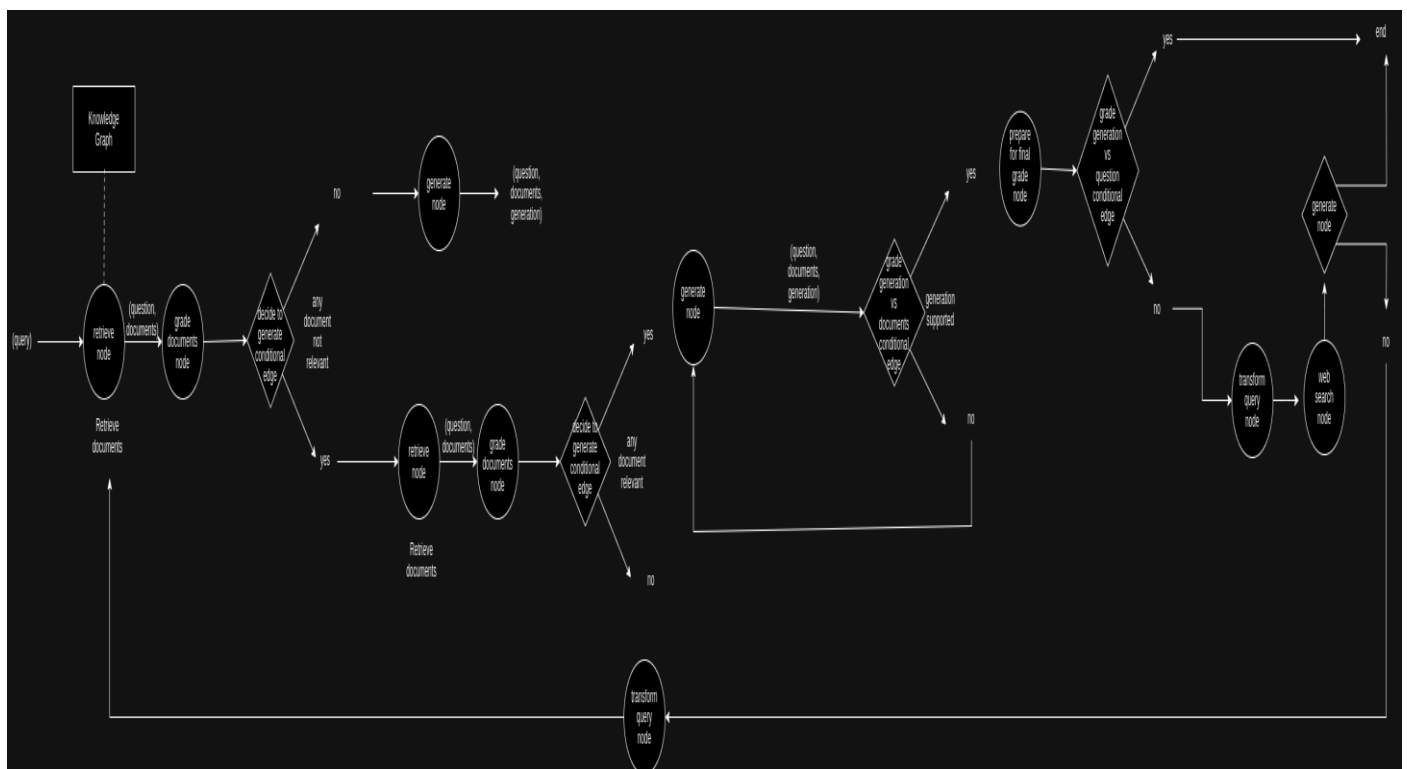 yes
end
Knowledge
Graph
prepare
for final
grade
node
grade
generation
vs
question
conditional
edge
no
generate
node
(question,
documents,
generation)
yes
generate
node
(question,
documents,
generation)
grade
generation
vs
documents
conditional
edge
generation
supported
no
generate
node
generate
node
no
(query)
retrieve
node
(question,
documents)
grade
documents
node
decide to
generate
conditional
edge
any
document
not
relevant
yes
no
transform
query
node
web
search
node
Retrieve
documents
yes
retrieve
node
(question,
documents)
grade
documents
node
decide to
generate
conditional
edge
any
document
relevant
no
Retrieve
documents
no
transform
query
node